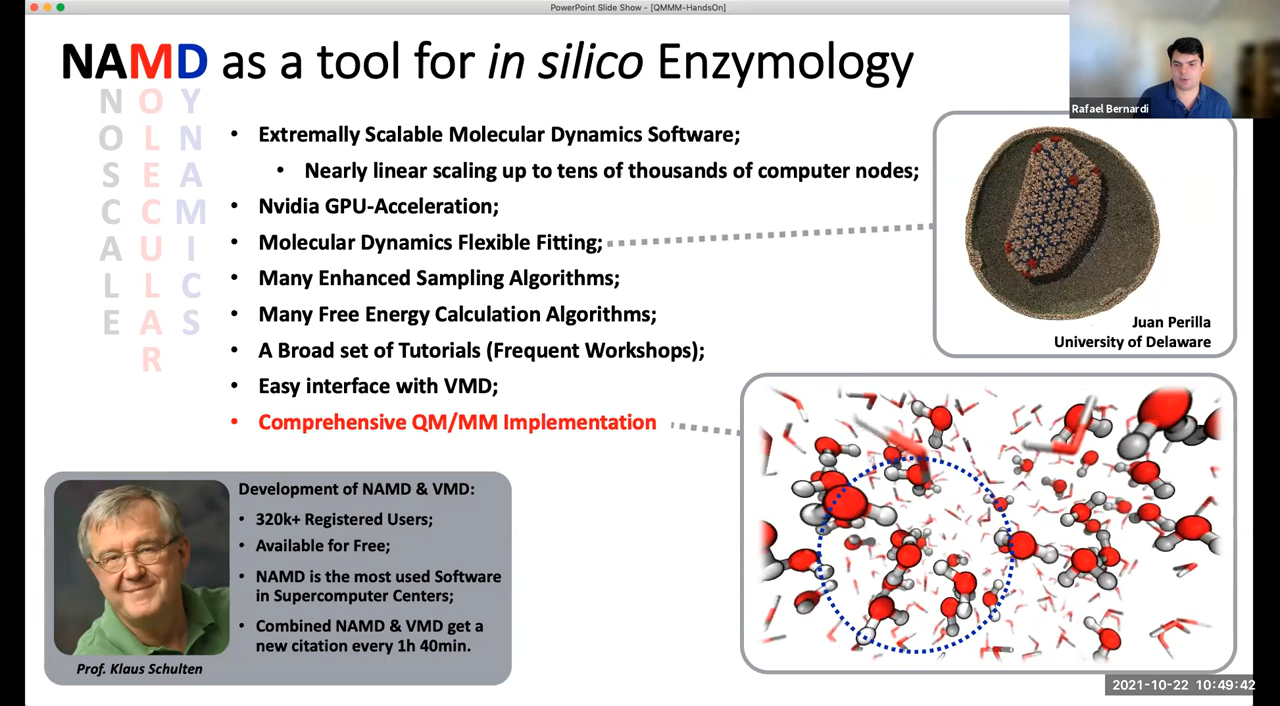 PowerPoint Slide Show - [QMMM-HandsOn]
NAMD as a tool for in silico Enzymology
NOSCALE
OLECULAR
YNAMICS
• Extremally Scalable Molecular Dynamics Software;
• Nearly linear scaling up to tens of thousands of computer nodes;
• Nvidia GPU-Acceleration;
• Molecular Dynamics Flexible Fitting;
• Many Enhanced Sampling Algorithms;
• Many Free Energy Calculation Algorithms;
• A Broad set of Tutorials (Frequent Workshops);
• Easy interface with VMD;
• Comprehensive QM/MM Implementation
Rafael Bernardi
Juan Perilla
University of Delaware
Development of NAMD & VMD:
• 320k+ Registered Users;
• Available for Free;
• NAMD is the most used Software
in Supercomputer Centers;
• Combined NAMD & VMD get a
new citation every 1h 40min.
Prof. Klaus Schulten
2021-10-22 10:49:42